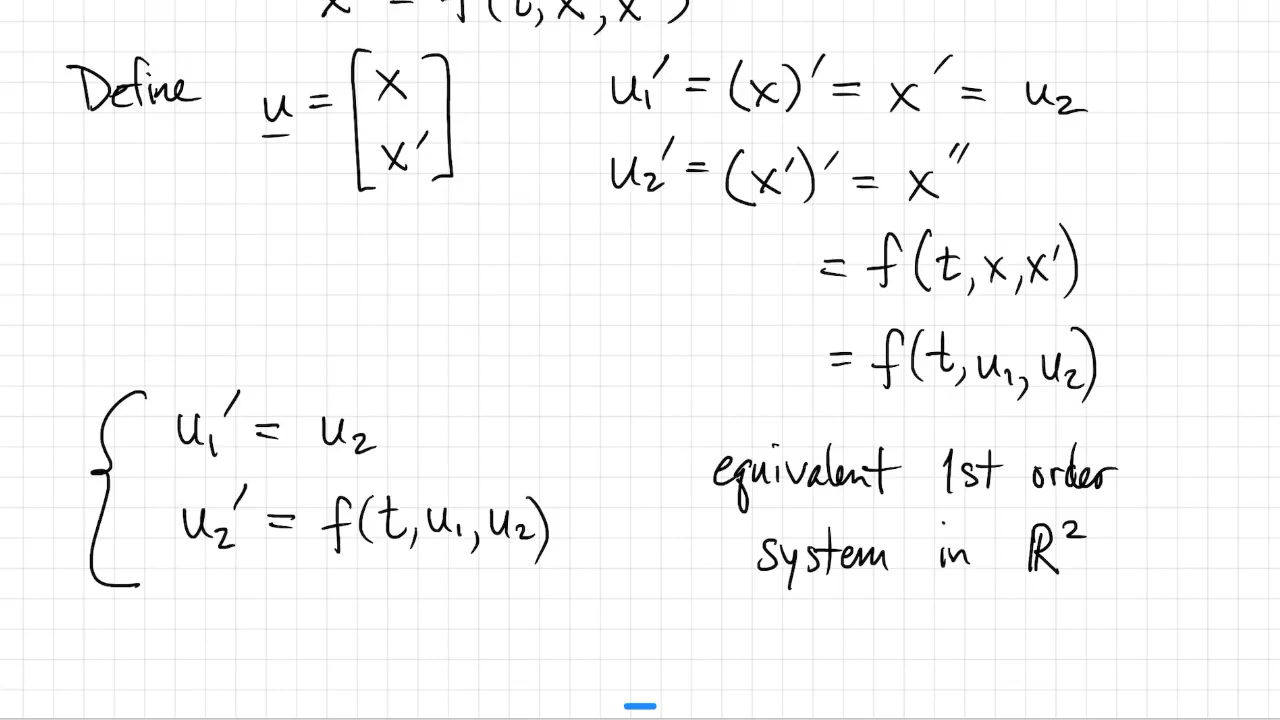 = f(t, x, x')
Define u = [x x']
u₁' = (x)' = x' = u₂
u₂' = (x')' = x''
= f(t, x, x')
= f(t, u₁, u₂)
{ u₁' = u₂
u₂' = f(t, u₁, u₂)
equivalent 1st order
system in ℝ²